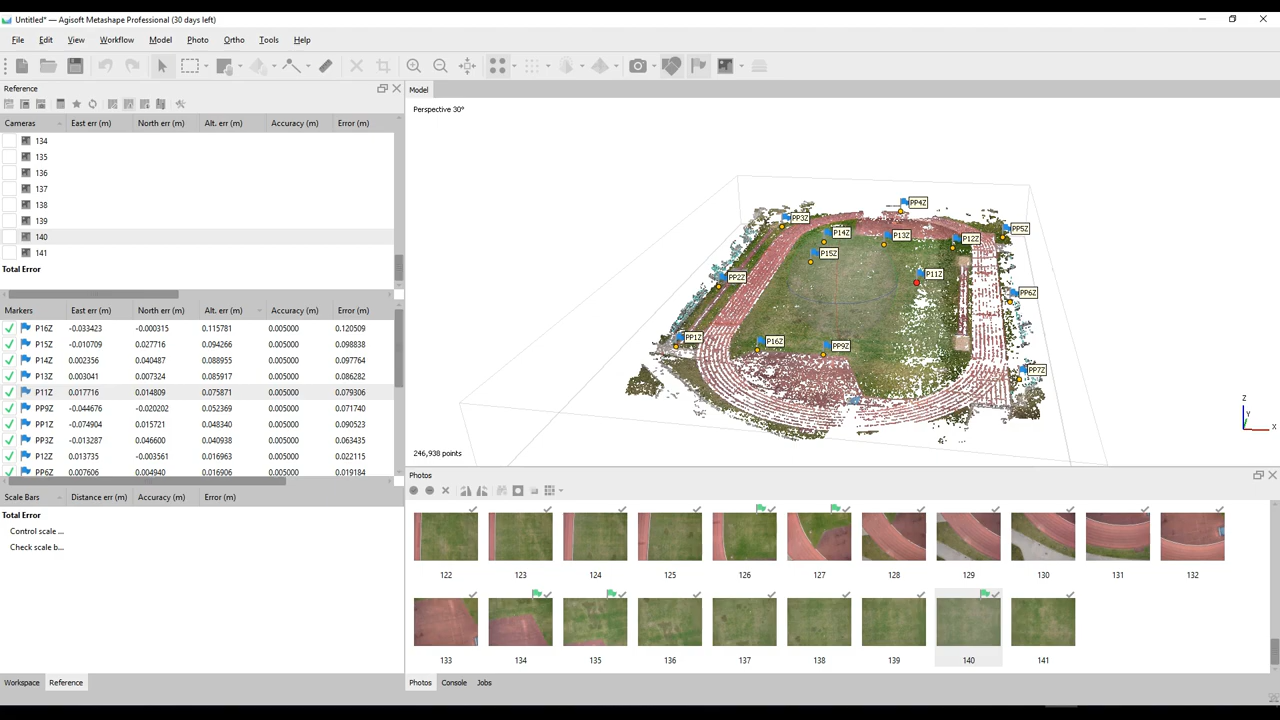 Untitled* — Agisoft Metashape Professional (30 days left)
File Edit View Workflow Model Photo Ortho Tools Help
Reference
Cameras East err (m) North err (m) Alt. err (m) Accuracy (m) Error (m)
134
135
136
137
138
139
140
141
Total Error
Markers East err (m) North err (m) Alt. err (m) Accuracy (m) Error (m)
P16Z -0.033423 -0.000315 0.115781 0.005000 0.120509
P15Z -0.010709 0.027716 0.094266 0.005000 0.098838
P14Z 0.002356 0.040487 0.088955 0.005000 0.097764
P13Z 0.003041 0.007324 0.085917 0.005000 0.086282
P11Z 0.017716 0.014809 0.075871 0.005000 0.079306
PP9Z -0.044676 -0.020202 0.052369 0.005000 0.071740
PP1Z -0.074904 0.015721 0.048340 0.005000 0.090523
PP3Z -0.013287 0.046600 0.040938 0.005000 0.063435
P12Z 0.013735 -0.003561 0.016963 0.005000 0.022115
PP6Z 0.007606 0.004940 0.016906 0.005000 0.019184
Scale Bars Distance err (m) Accuracy (m) Error (m)
Total Error
Control scale ...
Check scale b...
Workspace Reference
Model
Perspective 30°
PP4Z
PP3Z
PP5Z
P14Z
P13Z
P12Z
P15Z
P11Z
PP2Z
PP6Z
PP1Z
P16Z
PP9Z
PP7Z
Z
Y
X
246,938 points
Photos
122 123 124 125 126 127 128 129 130 131 132
133 134 135 136 137 138 139 140 141
Photos Console Jobs